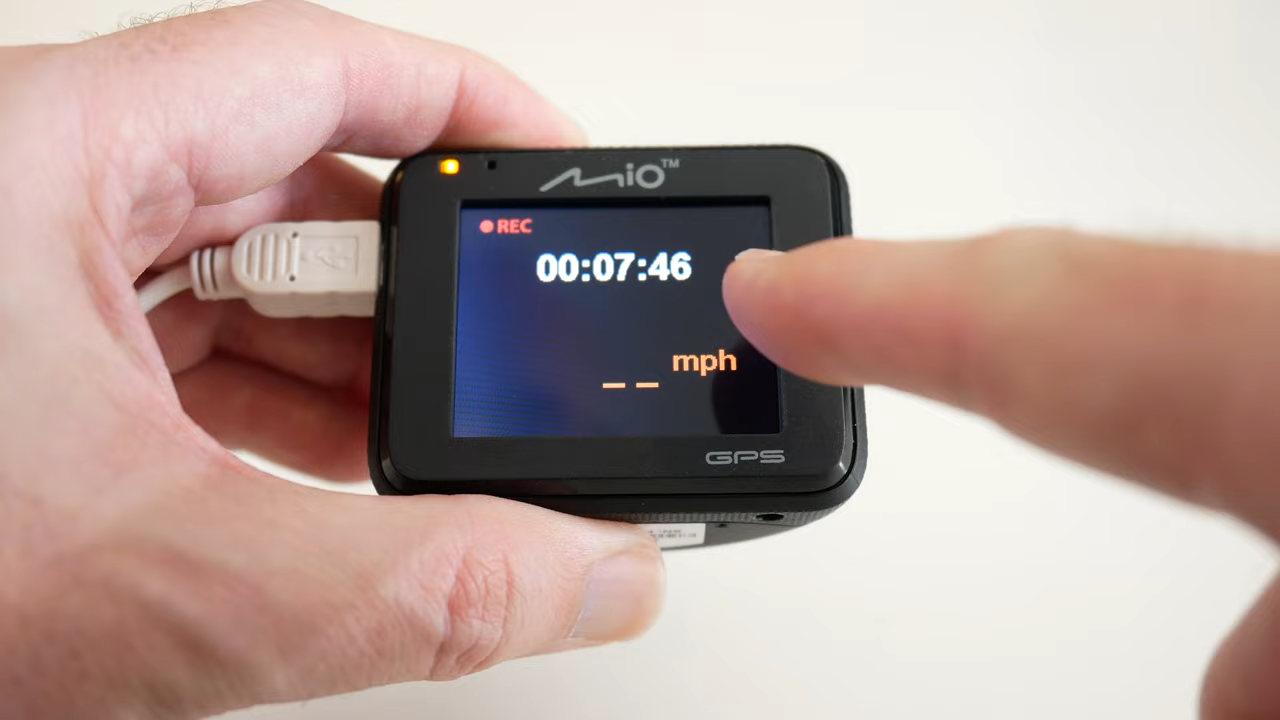 Mio™
REC
00:07:46
mph
_ _
GPS